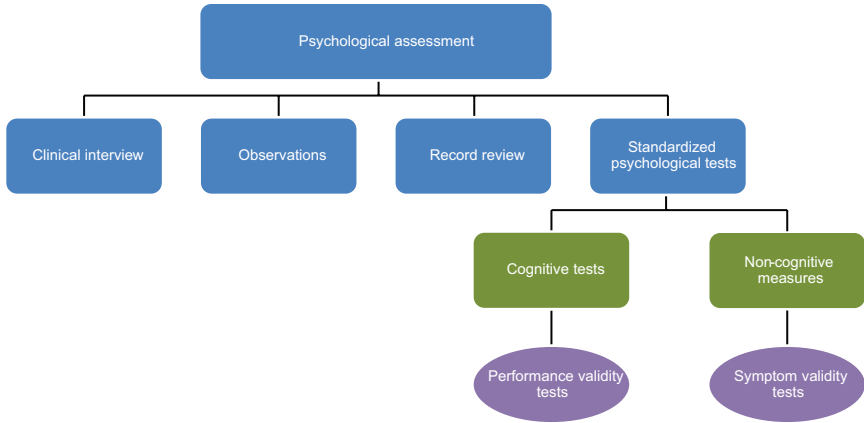 Psychological assessment
Clinical interview
Observations
Record review
Standardized
psychological tests
Cognitive tests
Non-cognitive
measures
Performance validity
tests
Symptom validity
tests